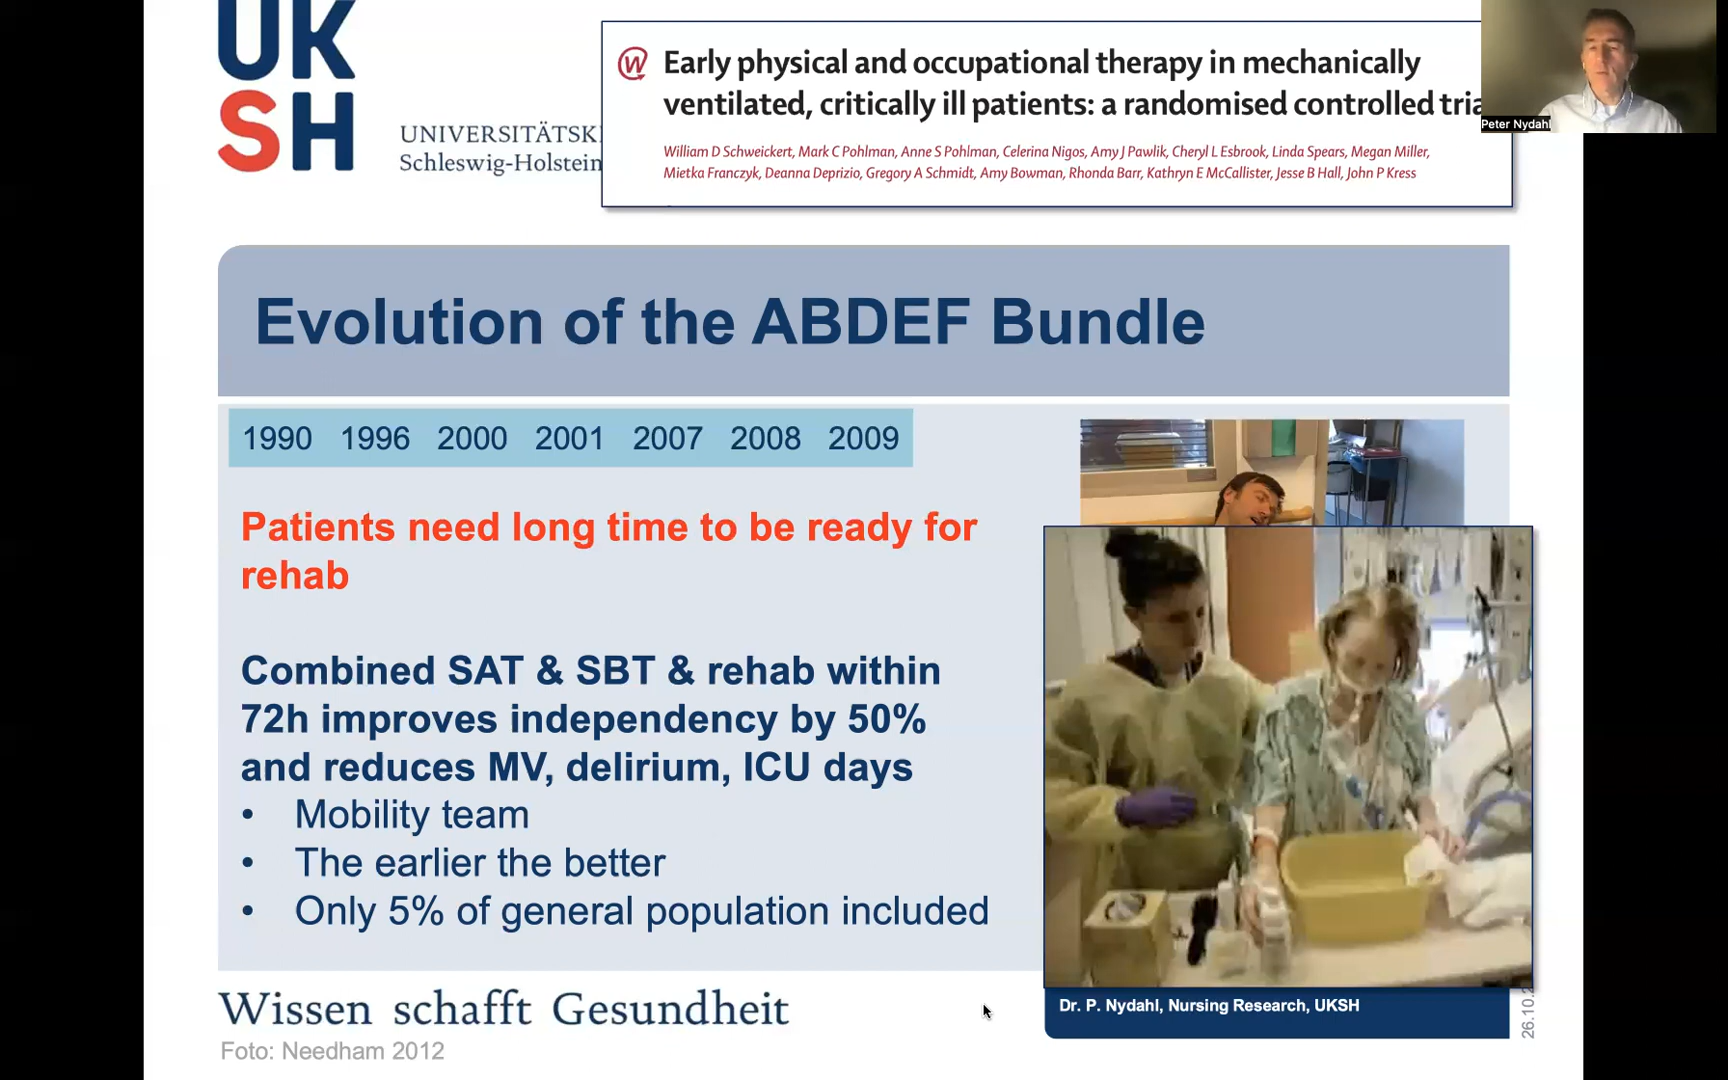 UK
SH
UNIVERSITÄTSK
Schleswig-Holstein
Early physical and occupational therapy in mechanically
ventilated, critically ill patients: a randomised controlled tria
William D Schweickert, Mark C Pohlman, Anne S Pohlman, Celerina Nigos, Amy J Pawlik, Cheryl L Esbrook, Linda Spears, Megan Miller,
Mietka Franczyk, Deanna Deprizio, Gregory A Schmidt, Amy Bowman, Rhonda Barr, Kathryn E McCallister, Jesse B Hall, John P Kress
Peter Nydahl
Evolution of the ABDEF Bundle
1990 1996 2000 2001 2007 2008 2009
Patients need long time to be ready for
rehab
Combined SAT & SBT & rehab within
72h improves independency by 50%
and reduces MV, delirium, ICU days
• Mobility team
• The earlier the better
• Only 5% of general population included
Wissen schafft Gesundheit
Foto: Needham 2012
Dr. P. Nydahl, Nursing Research, UKSH
26.10.2